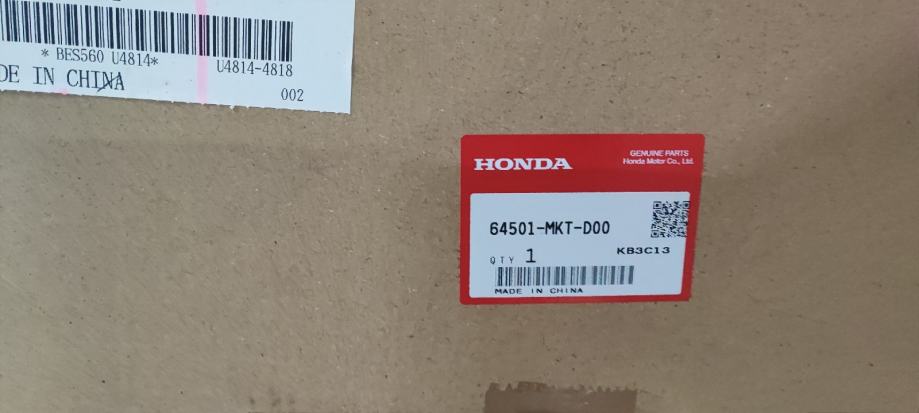 * BES560 U4814*
U4814-4818
DE IN CHINA
002
HONDA
GENUINE PARTS
Honda Motor Co., Ltd.
64501-MKT-D00
KB3C13
QTY 1
MADE IN CHINA